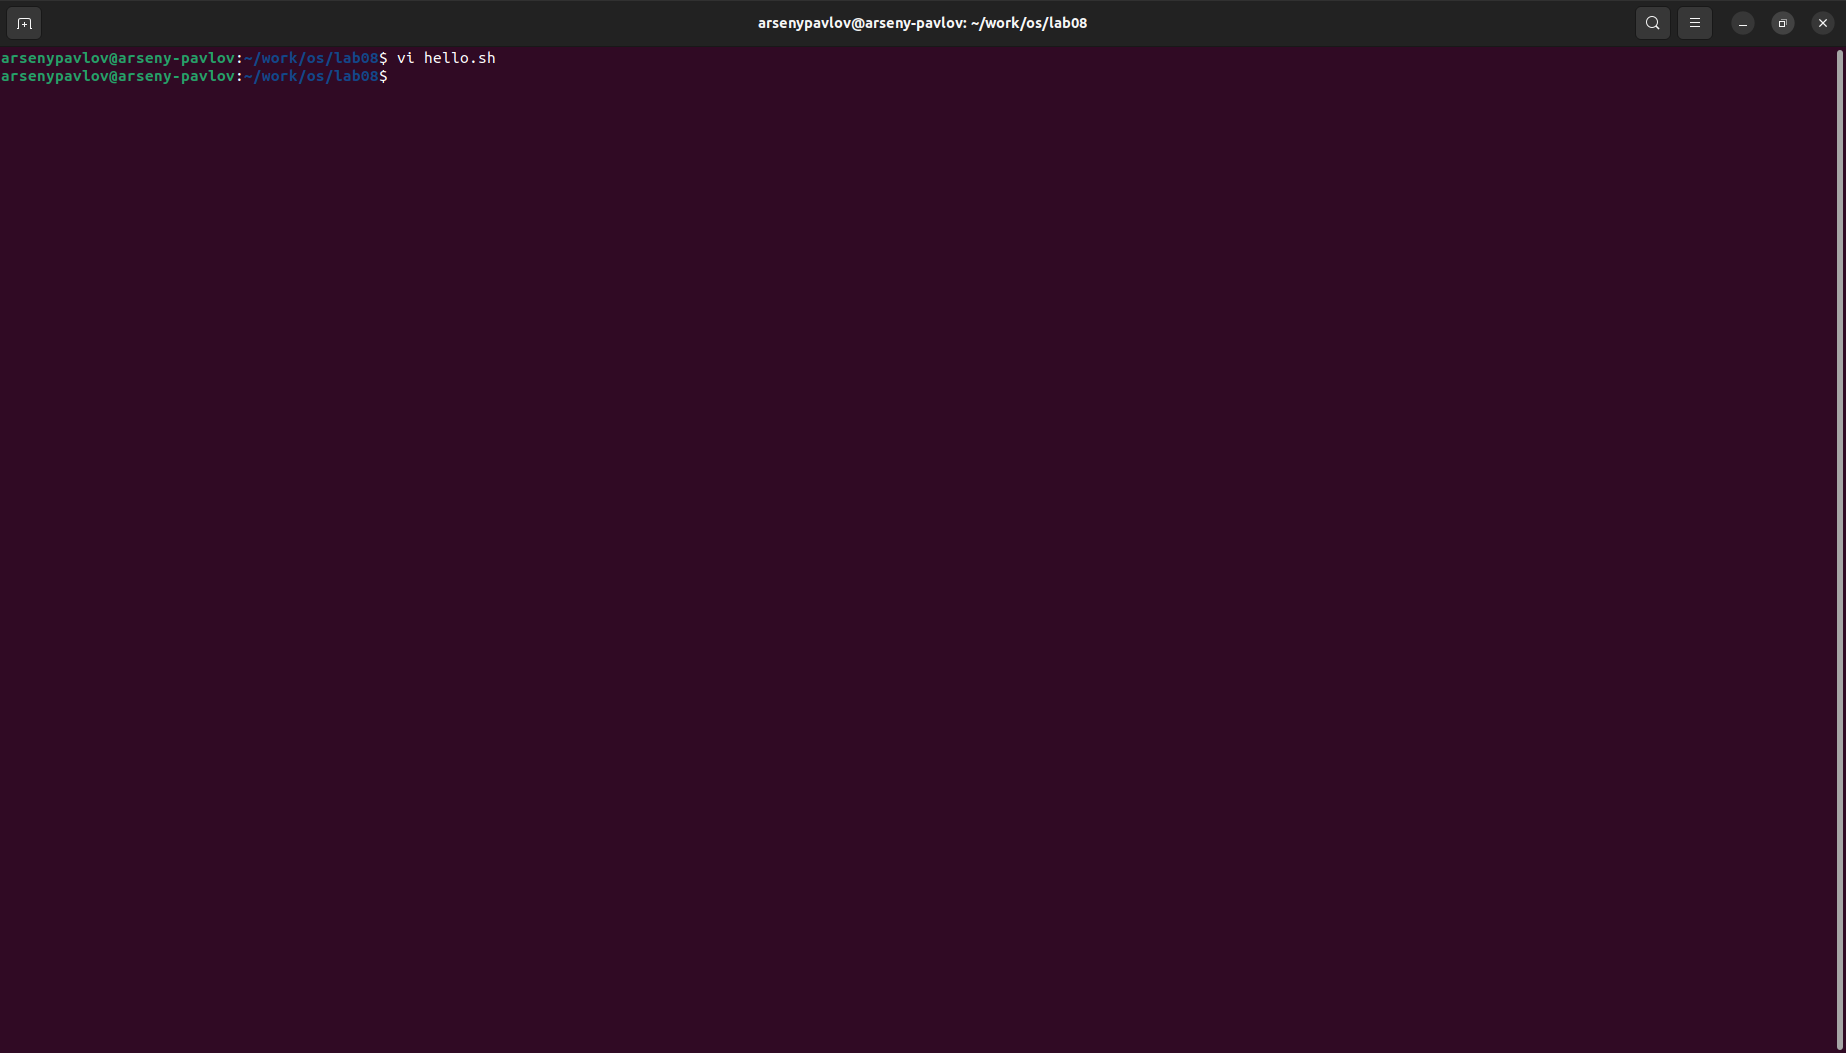 arsenypavlov@arseny-pavlov: ~/work/os/lab08
arsenypavlov@arseny-pavlov:~/work/os/lab08$ vi hello.sh
arsenypavlov@arseny-pavlov:~/work/os/lab08$